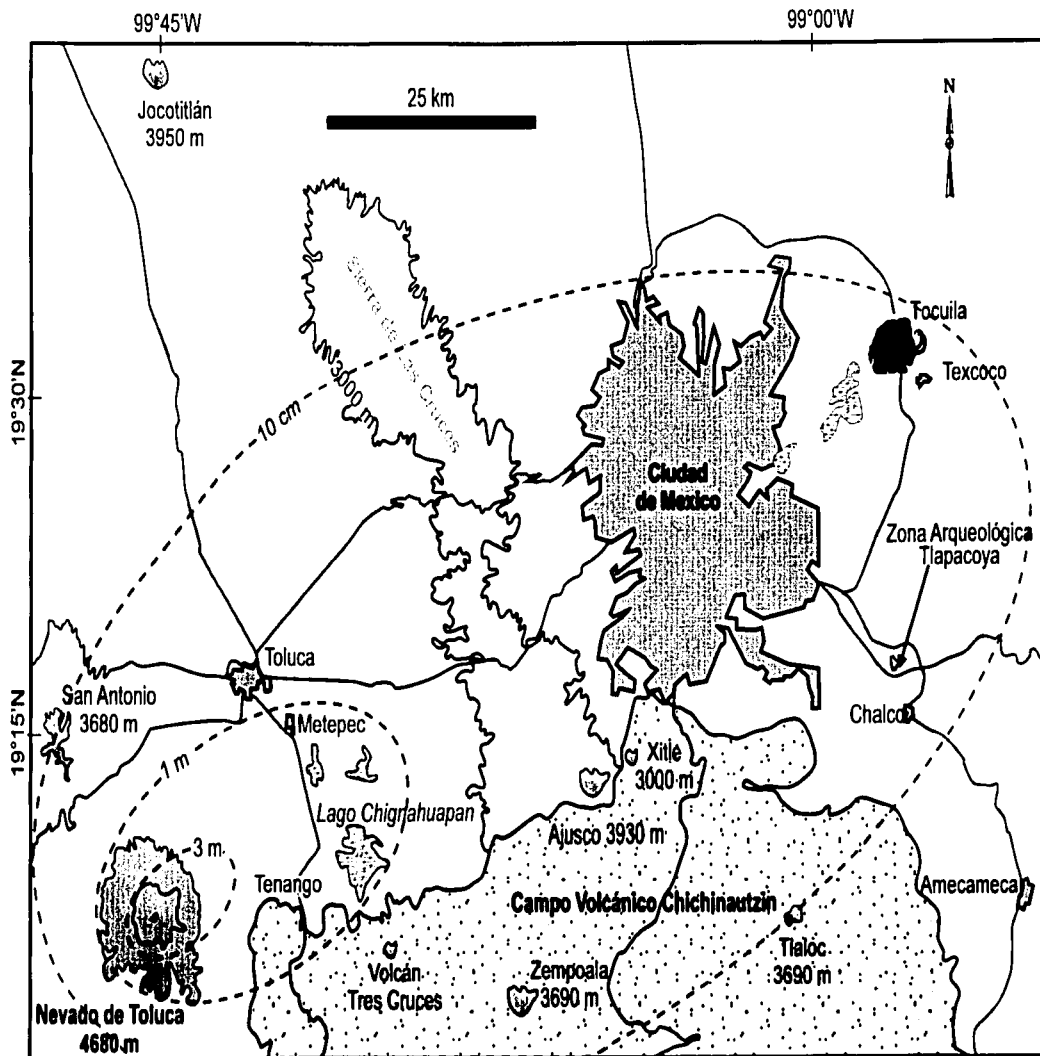 99°45'W
99°00'W
Jocotitlán
3950 m
25 km
N
Sierra de las Cruces
3000 m
10 cm
19°30'N
Tocuila
Texcoco
Ciudad
de Mexico
Zona Arqueológica
Tlapacoya
Toluca
San Antonio
3680 m
Metepec
Chalco
19°15'N
1 m
Xitle
3000 m
Lago Chignahuapan
Ajusco 3930 m
3 m
Tenango
Amecameca
Campo Volcánico Chichinautzin
Tlaloc
3690 m
Volcán
Tres Cruces
Zempoala
3690 m
Nevado de Toluca
4680 m